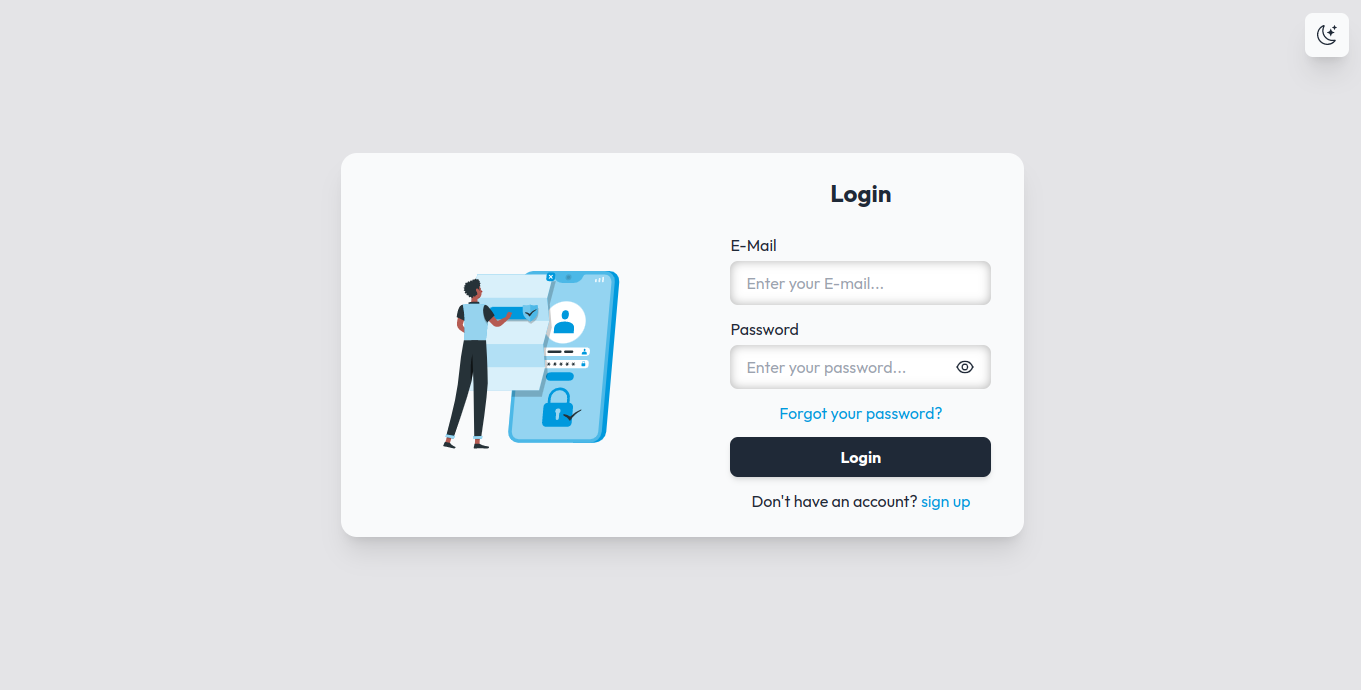 Login
E-Mail
Enter your E-mail...
Password
Enter your password...
Forgot your password?
Login
Don't have an account? sign up